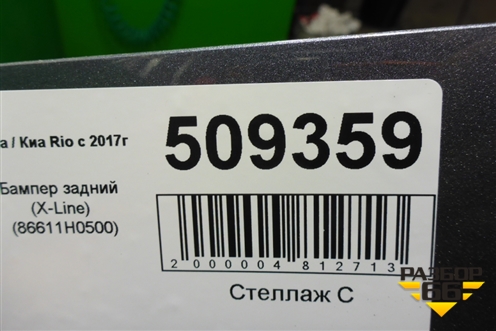 a / Киа Rio с 2017г
509359
Бампер задний
(X-Line)
(86611H0500)
2000004812713
Стеллаж С
РАЗБОР
66